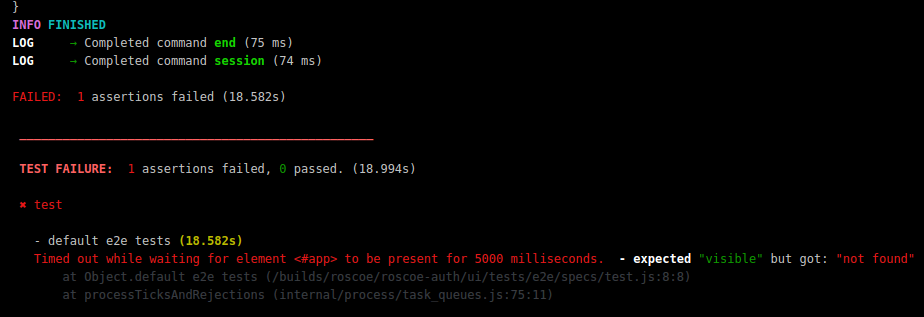 }
INFO FINISHED
LOG → Completed command end (75 ms)
LOG → Completed command session (74 ms)
FAILED: 1 assertions failed (18.582s)
TEST FAILURE: 1 assertions failed, 0 passed. (18.994s)
✖ test
- default e2e tests (18.582s)
Timed out while waiting for element <#app> to be present for 5000 milliseconds. - expected "visible" but got: "not found"
at Object.default e2e tests (/builds/roscoe/roscoe-auth/ui/tests/e2e/specs/test.js:8:8)
at processTicksAndRejections (internal/process/task_queues.js:75:11)